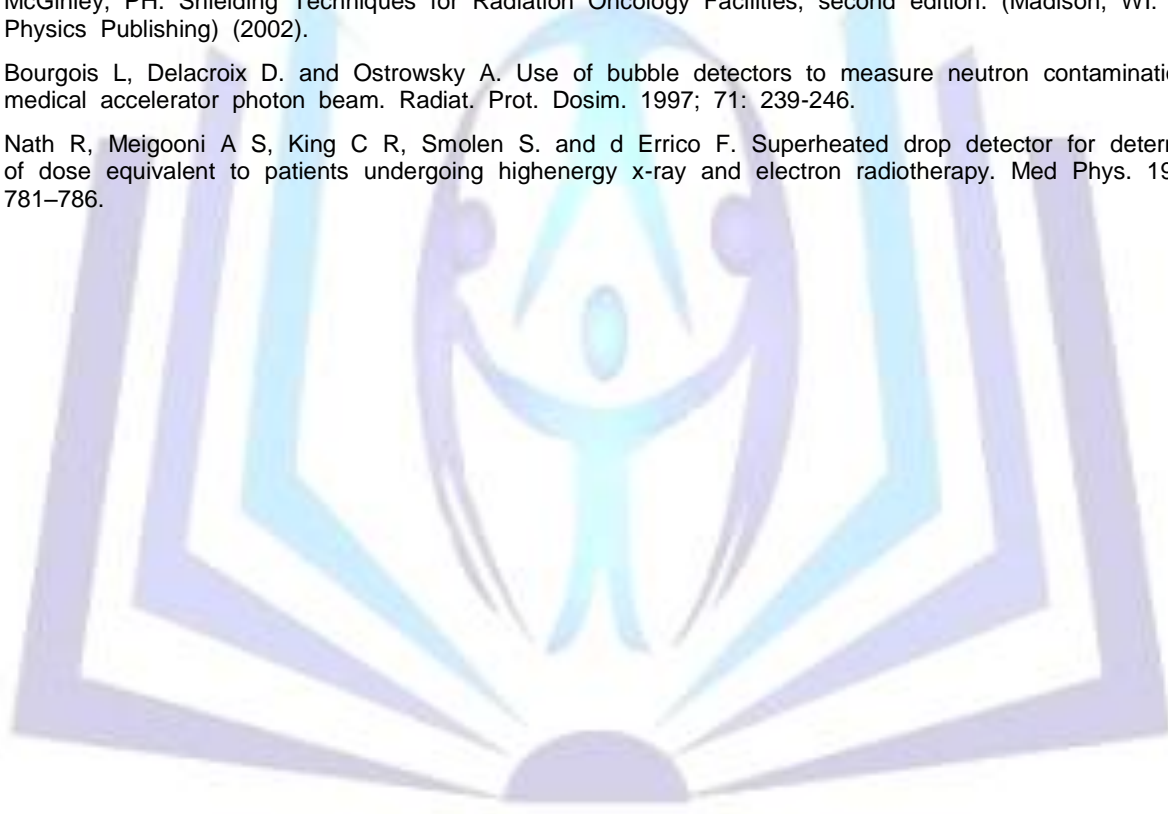 McGinley, PH. Shielding Techniques for Radiation Oncology Facilities, second edition. (Madison, WI.
Physics Publishing) (2002).
Bourgois L, Delacroix D. and Ostrowsky A. Use of bubble detectors to measure neutron
medical accelerator photon beam. Radiat. Prot. Dosim. 1997; 71: 239-246.
Nath R, Meigooni A S, King C R, Smolen S. and d Errico F. Superheated drop detector for
of dose equivalent to patients undergoing highenergy x-ray and electron radiotherapy. Med Phys.
781–786.